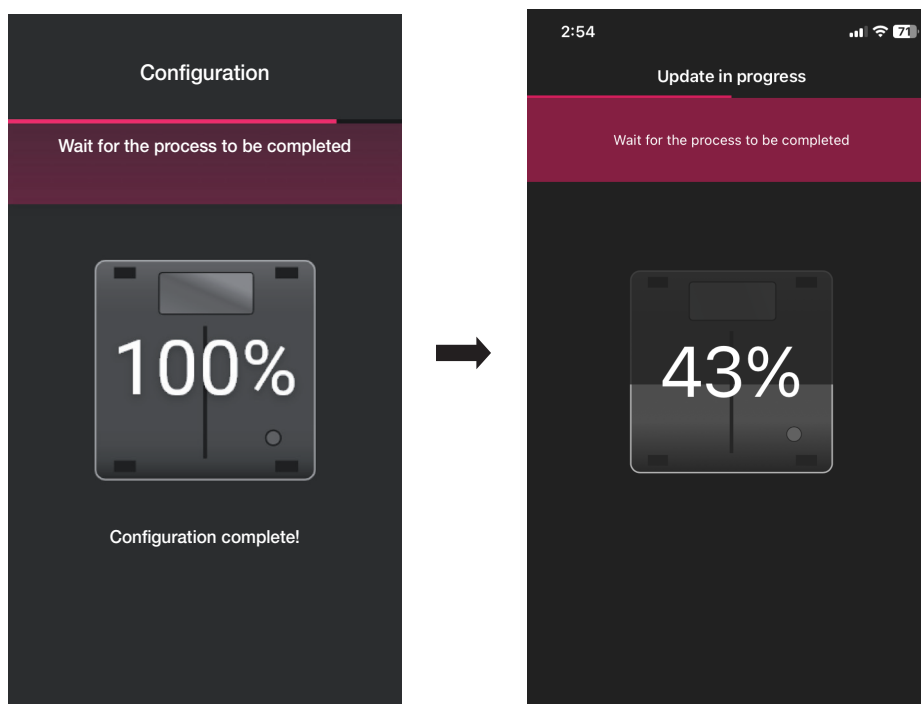 Configuration
Wait for the process to be completed
100%
Configuration complete!
2:54
71
Update in progress
Wait for the process to be completed
43%